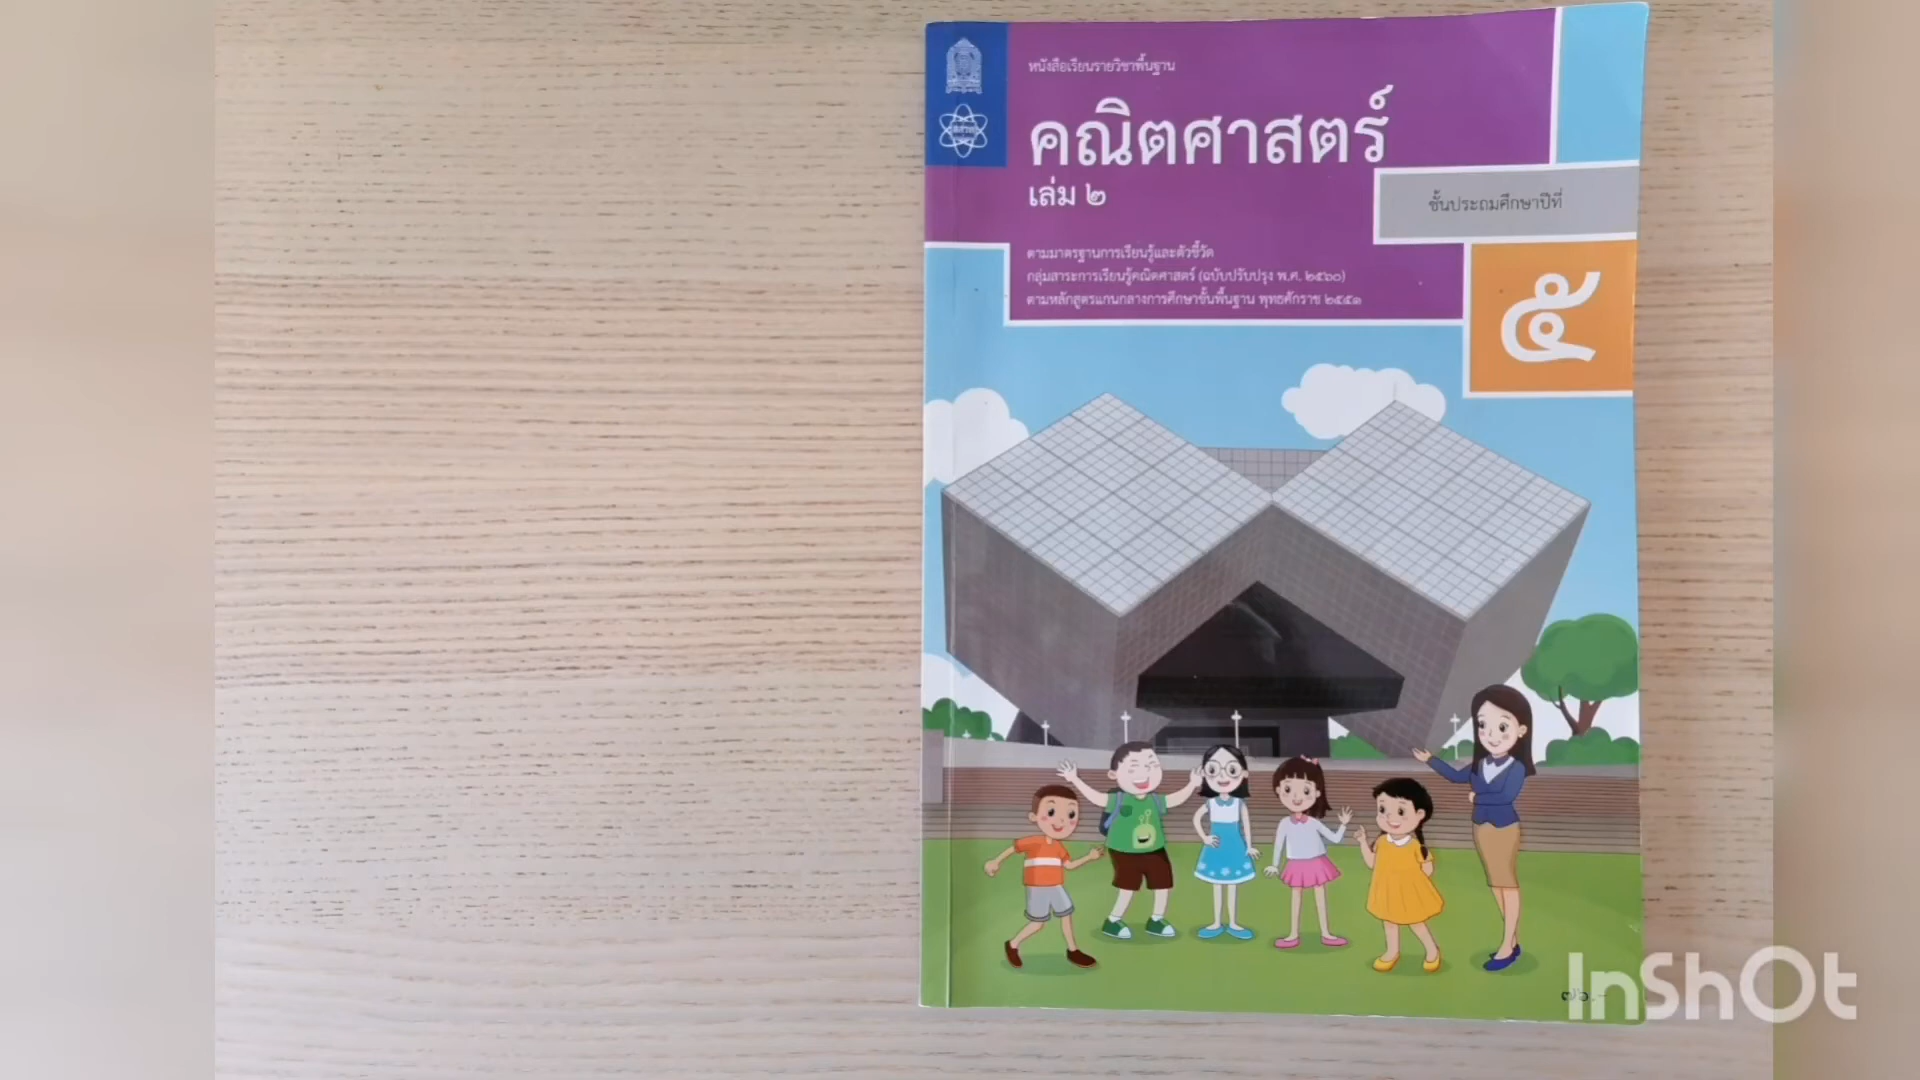 หนังสือเรียนรายวิชาพื้นฐาน
คณิตศาสตร์
เล่ม ๒
ชั้นประถมศึกษาปีที่
๕
ตามมาตรฐานการเรียนรู้และตัวชี้วัด
กลุ่มสาระการเรียนรู้คณิตศาสตร์ (ฉบับปรับปรุง พ.ศ. ๒๕๖๐)
ตามหลักสูตรแกนกลางการศึกษาขั้นพื้นฐาน พุทธศักราช ๒๕๕๑
สสวท
๗๖.-
InShOt